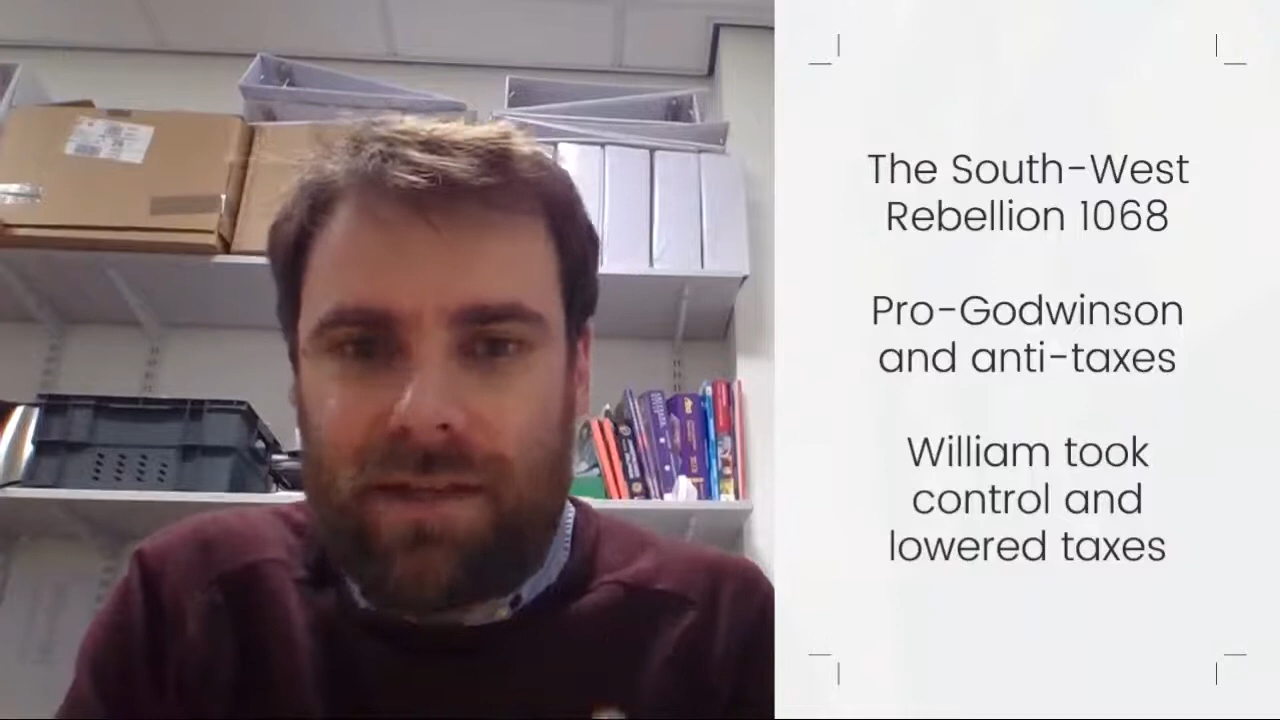 The South-West
Rebellion 1068
Pro-Godwinson
and anti-taxes
William took
control and
lowered taxes